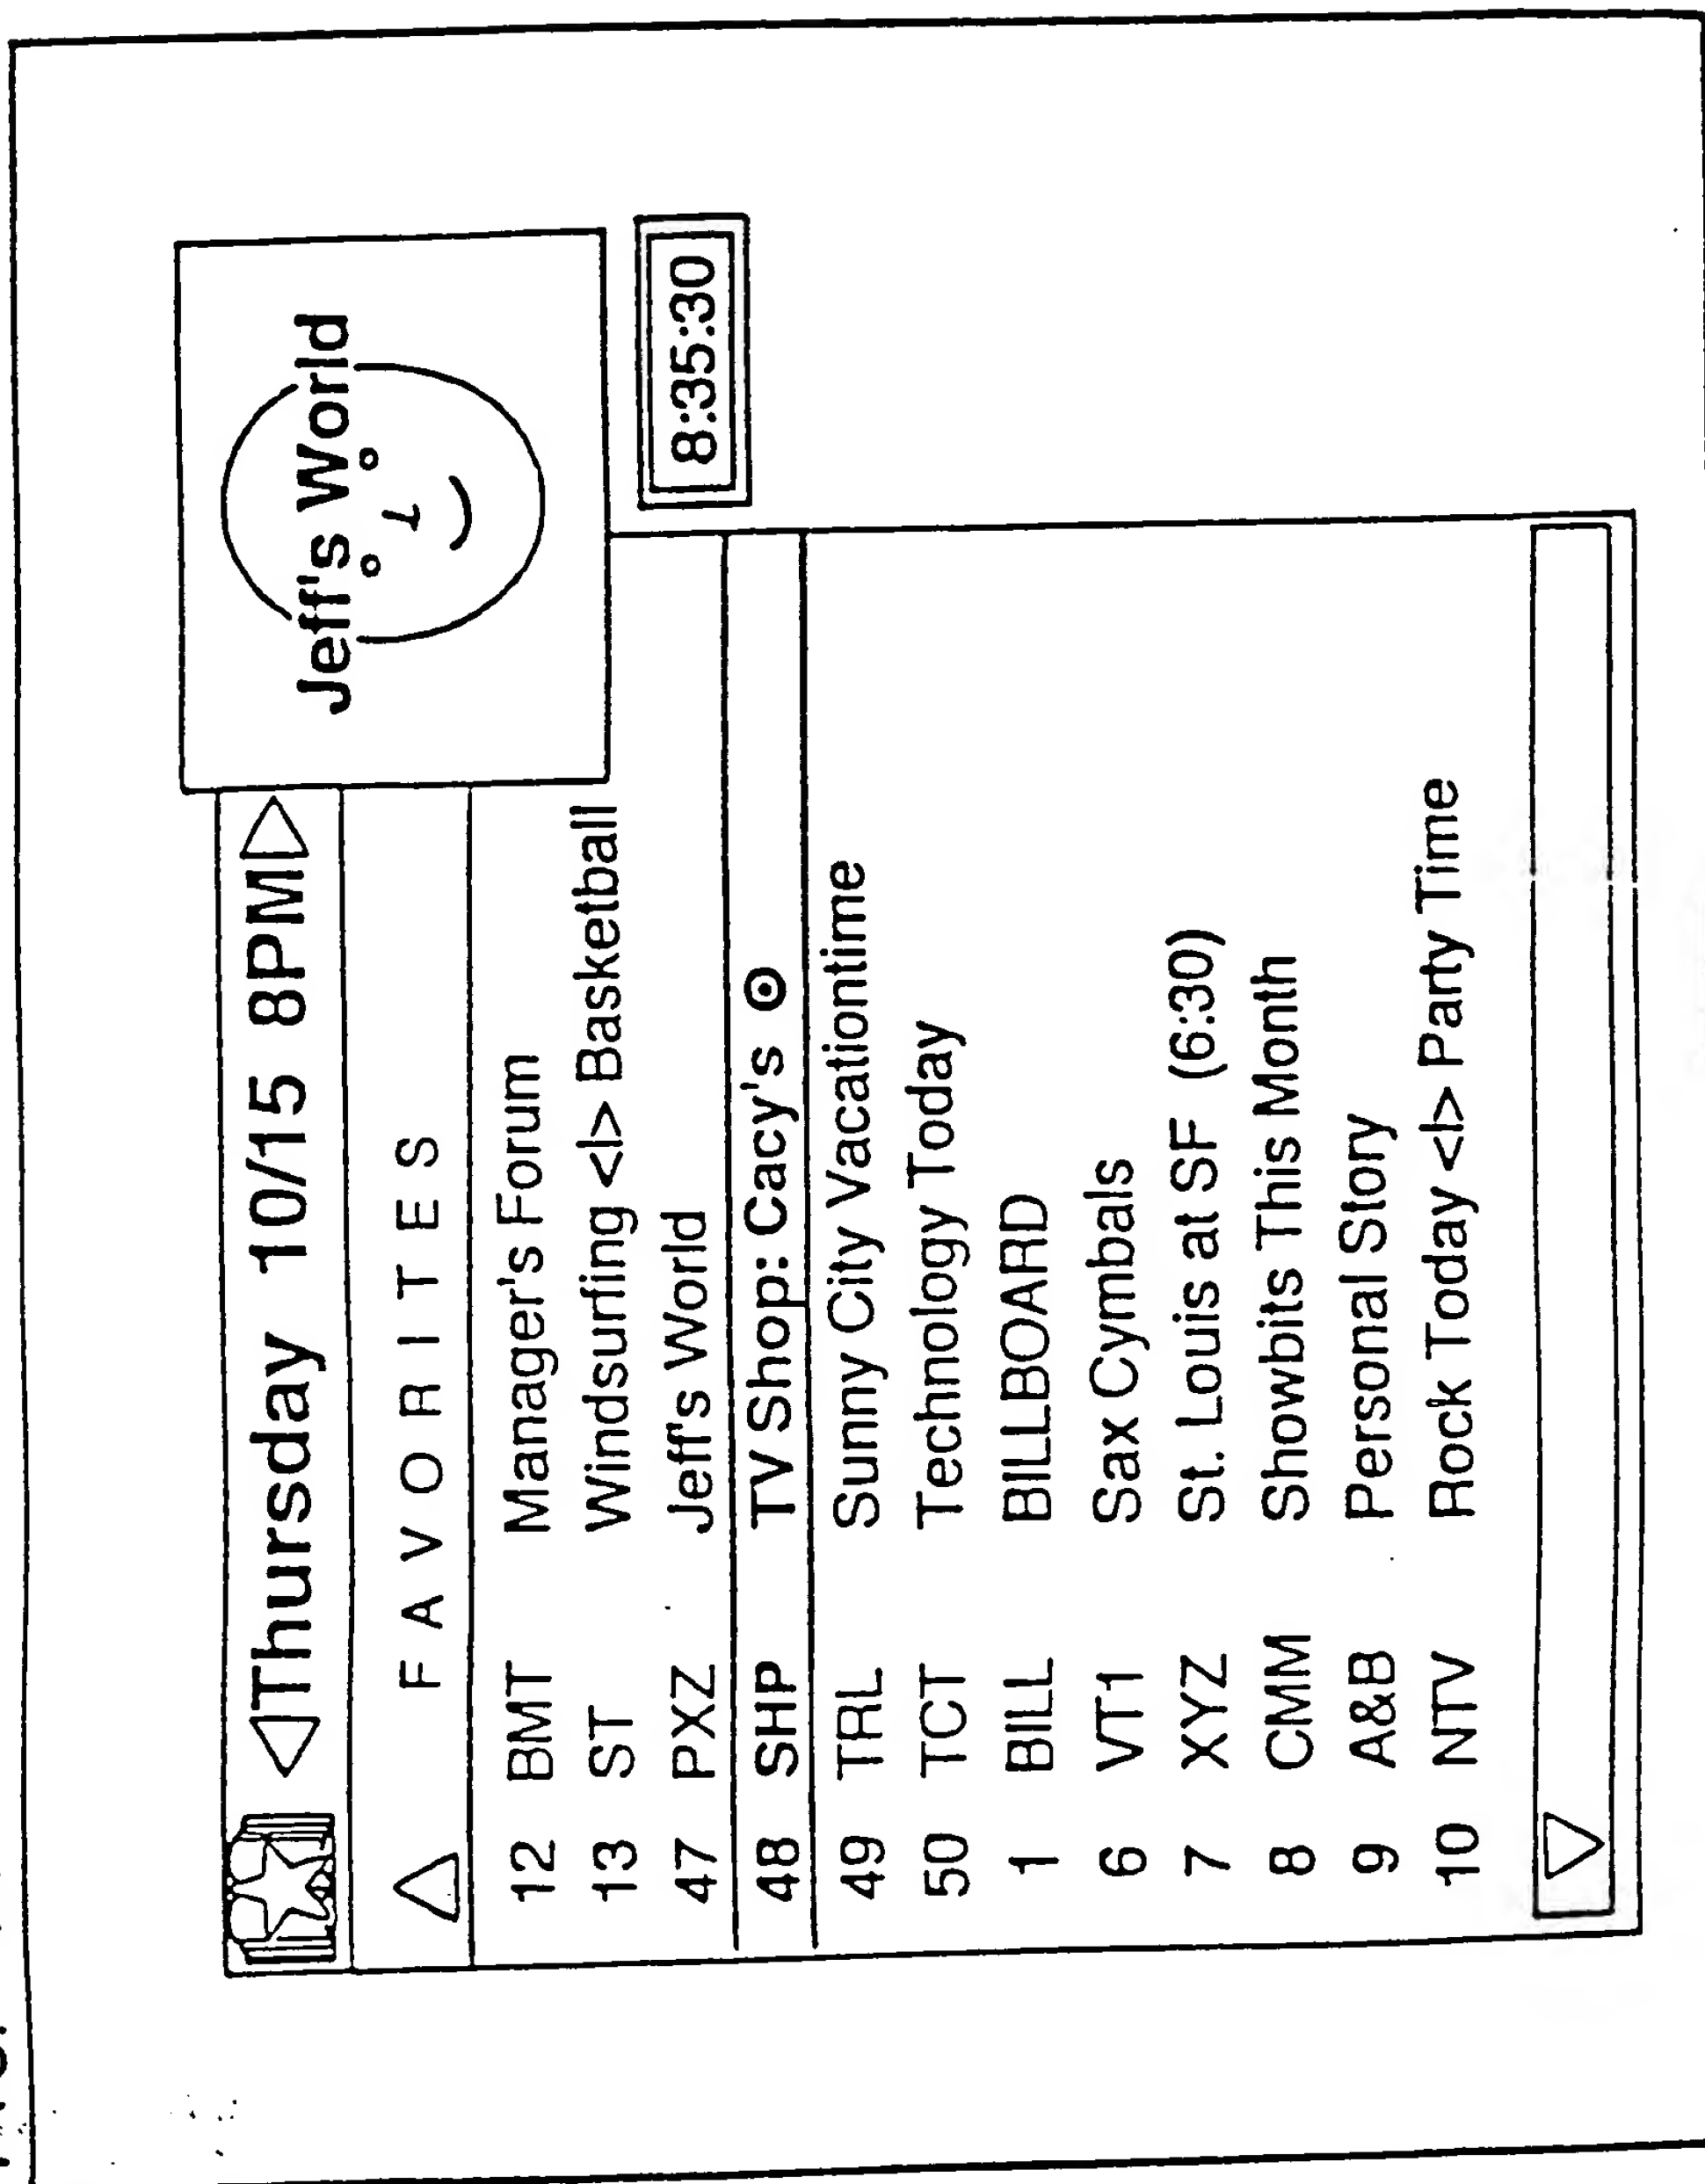 Thursday 10/15 8PM
Jeff's World
FAVORITES
8:35:30
12 BMT Manager's Forum
13 ST Windsurfing <|> Basketball
47 PXZ Jeff's World
48 SHP TV Shop: Cacy's
49 TRL Sunny City Vacationtime
50 TCT Technology Today
1 BILL BILLBOARD
6 VT1 Sax Cymbals
7 XYZ St. Louis at SF (6:30)
8 CMM Showbits This Month
9 A&B Personal Story
10 NTV Rock Today <|> Party Time